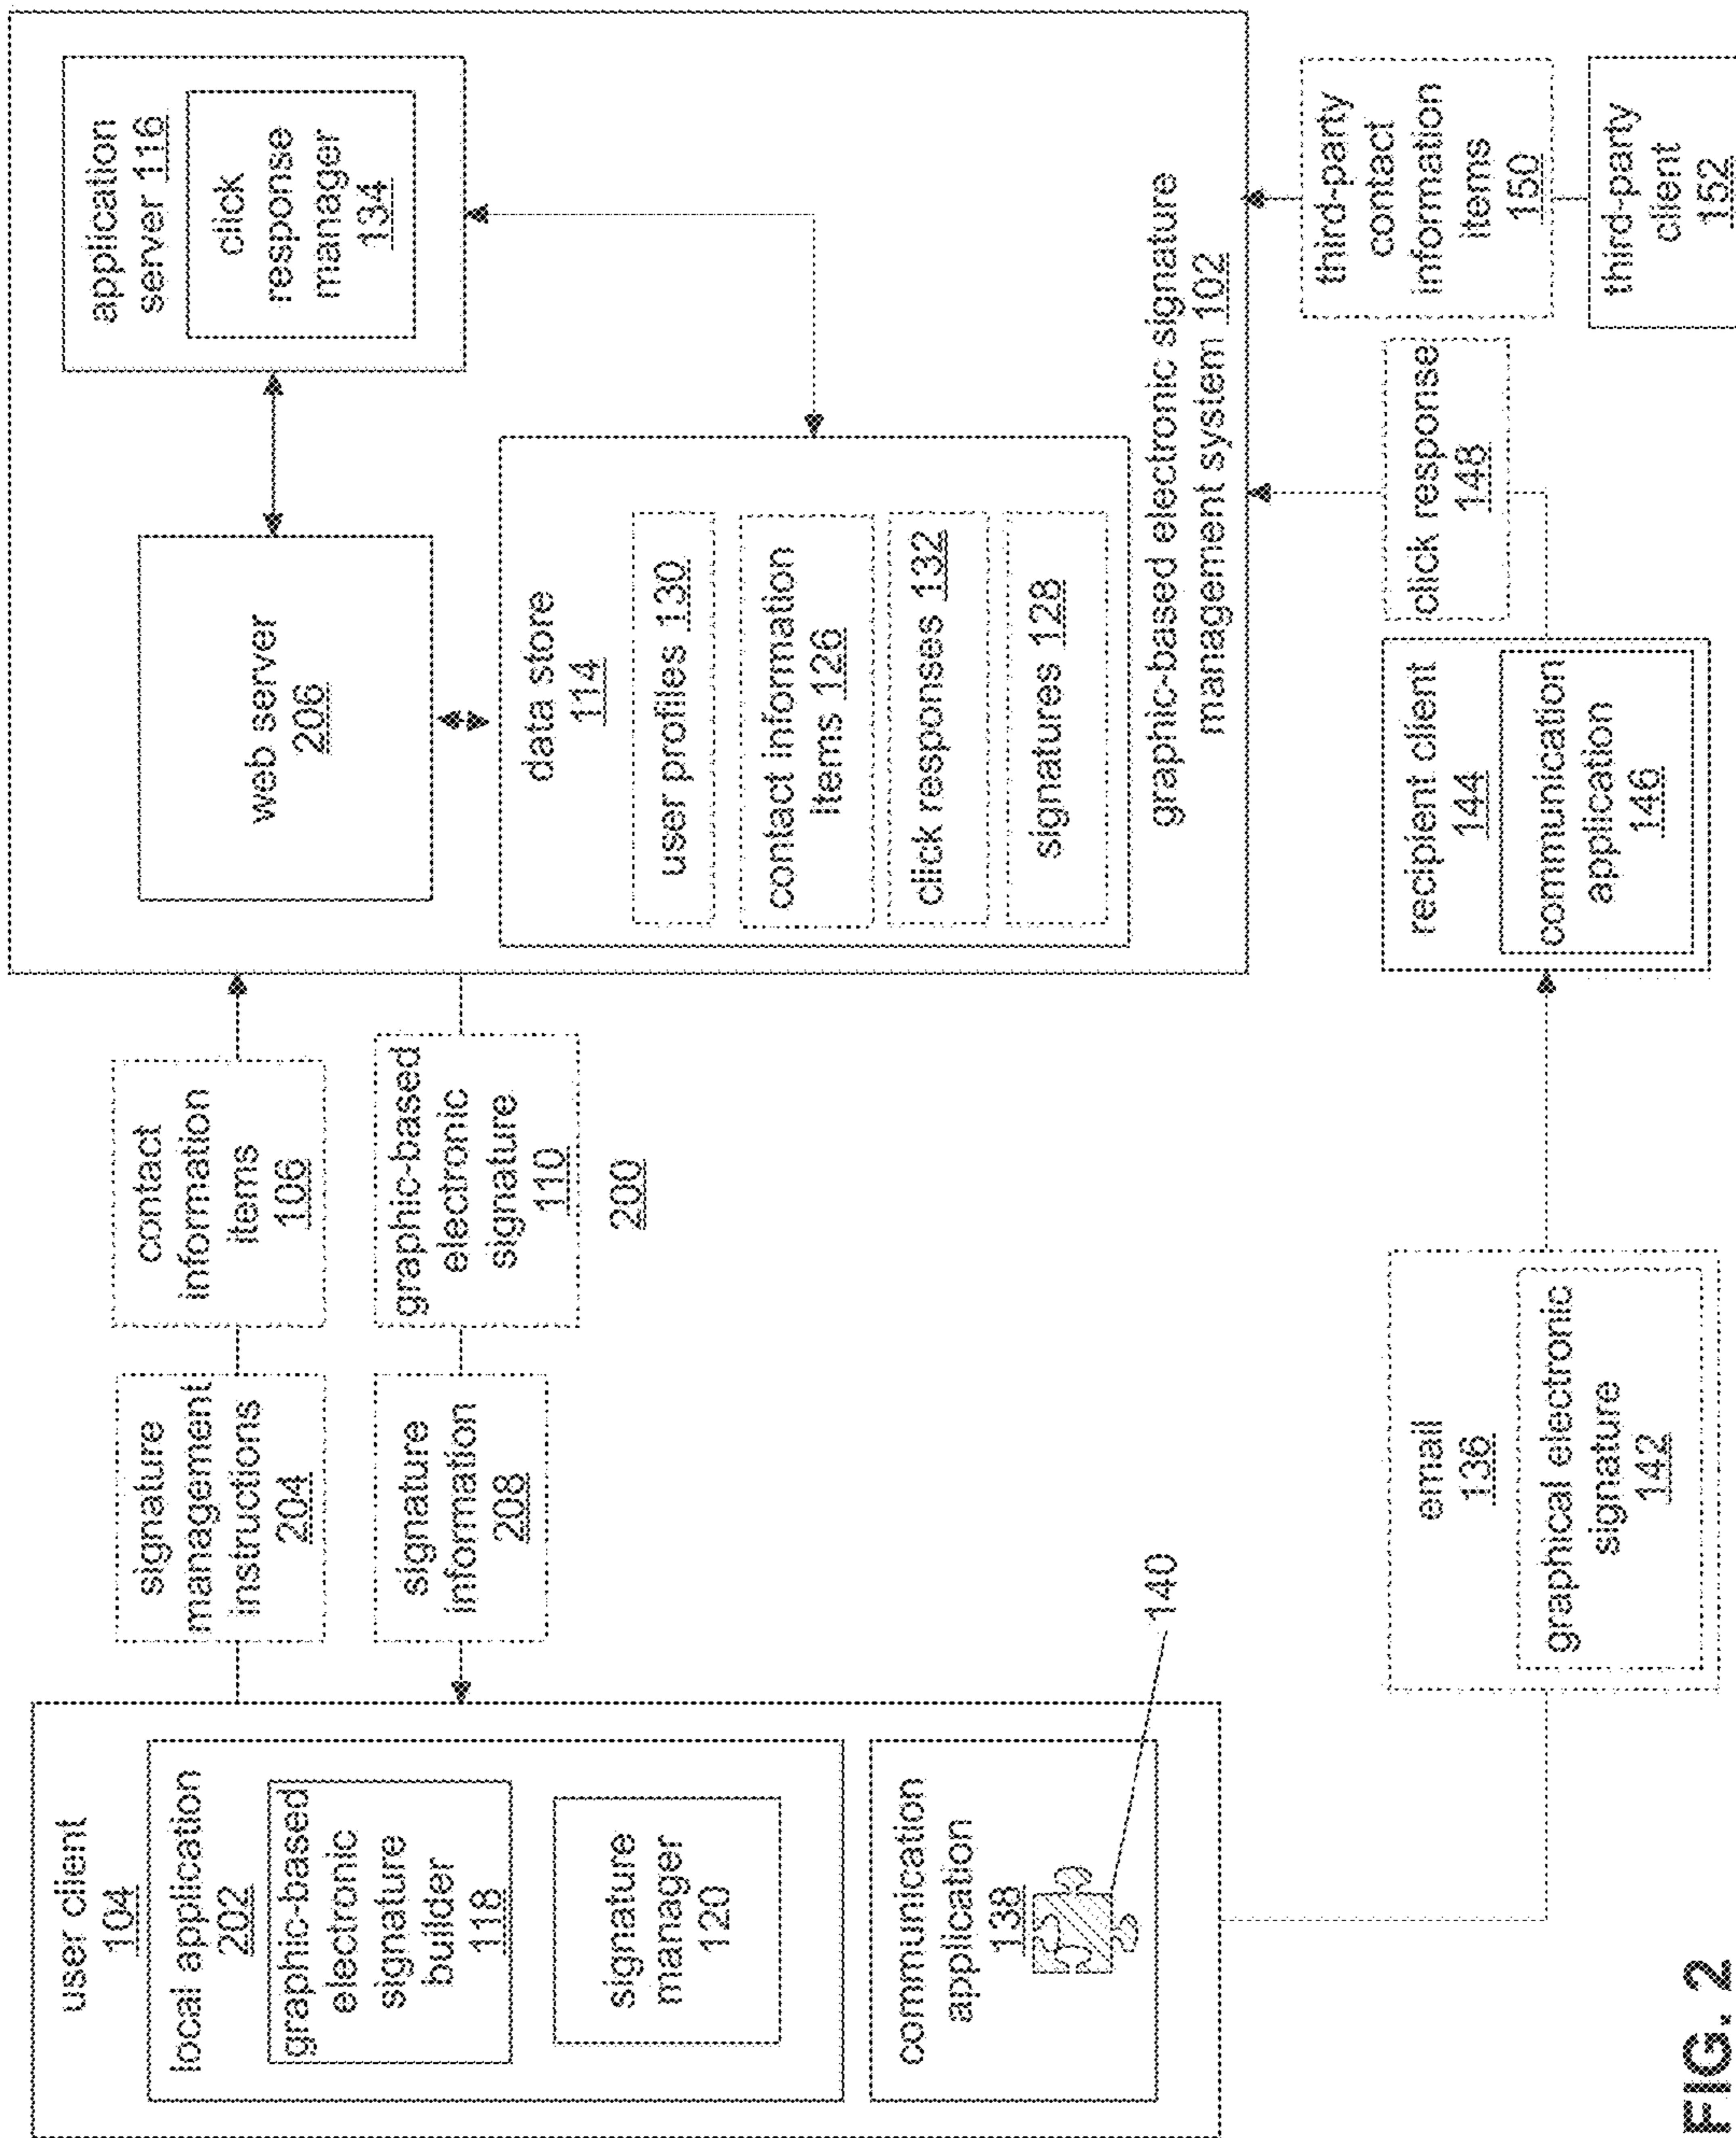 user client
104
local application
202
graphic-based
electronic
signature
builder
118
signature
manager
120
communication
application
138
140
signature
management
instructions
204
contact
information
items
106
signature
information
208
graphic-based
electronic
signature
110
200
web server
206
application
server 116
click
response
manager
134
data store
114
user profiles 130
contact information
items 126
click responses 132
signatures 128
graphic-based electronic signature
management system 102
email
136
graphical electronic
signature
142
recipient client
144
communication
application
146
click response
148
third-party
contact
information
items
150
third-party
client
152
FIG. 2